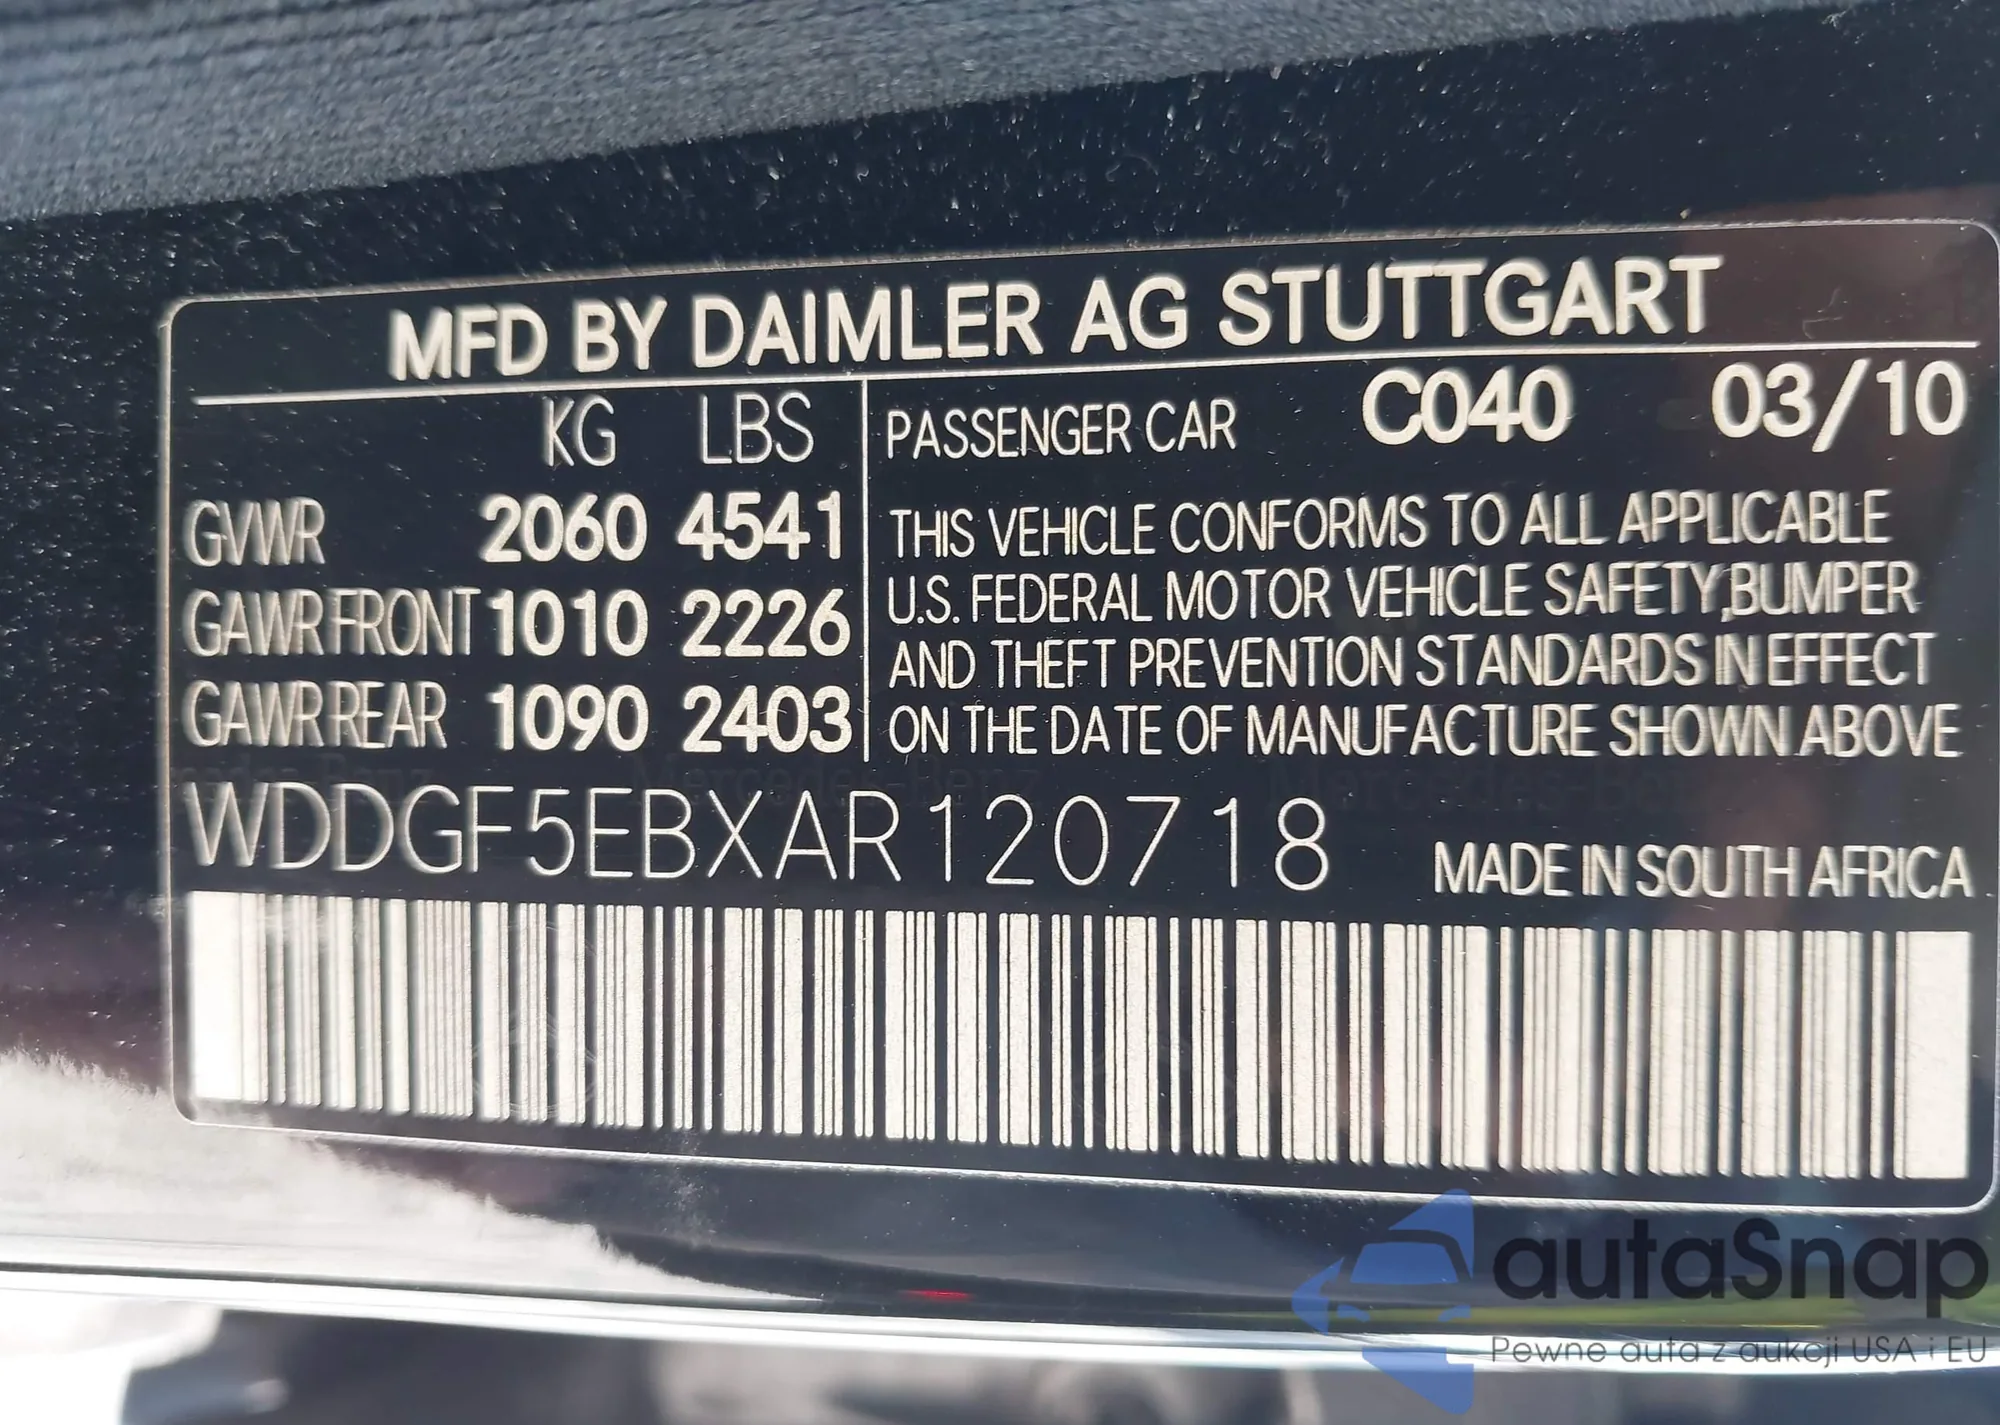 MFD BY DAIMLER AG STUTTGART
KG LBS
GVWR 2060 4541
GAWR FRONT 1010 2226
GAWR REAR 1090 2403
PASSENGER CAR C040 03/10
THIS VEHICLE CONFORMS TO ALL APPLICABLE
U.S. FEDERAL MOTOR VEHICLE SAFETY,BUMPER
AND THEFT PREVENTION STANDARDS IN EFFECT
ON THE DATE OF MANUFACTURE SHOWN ABOVE
Mercedes-Benz
WDDGF5EBXAR120718
MADE IN SOUTH AFRICA
autaSnap
Pewne auta z aukcji USA i EU